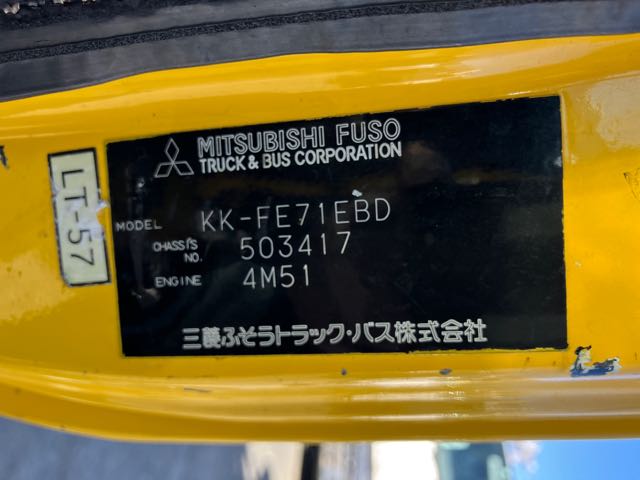 MITSUBISHI FUSO
TRUCK & BUS CORPORATION
LT-57
MODEL KK-FE71EBD
CHASSIS NO. 503417
ENGINE 4M51
三菱ふそうトラック・バス株式会社